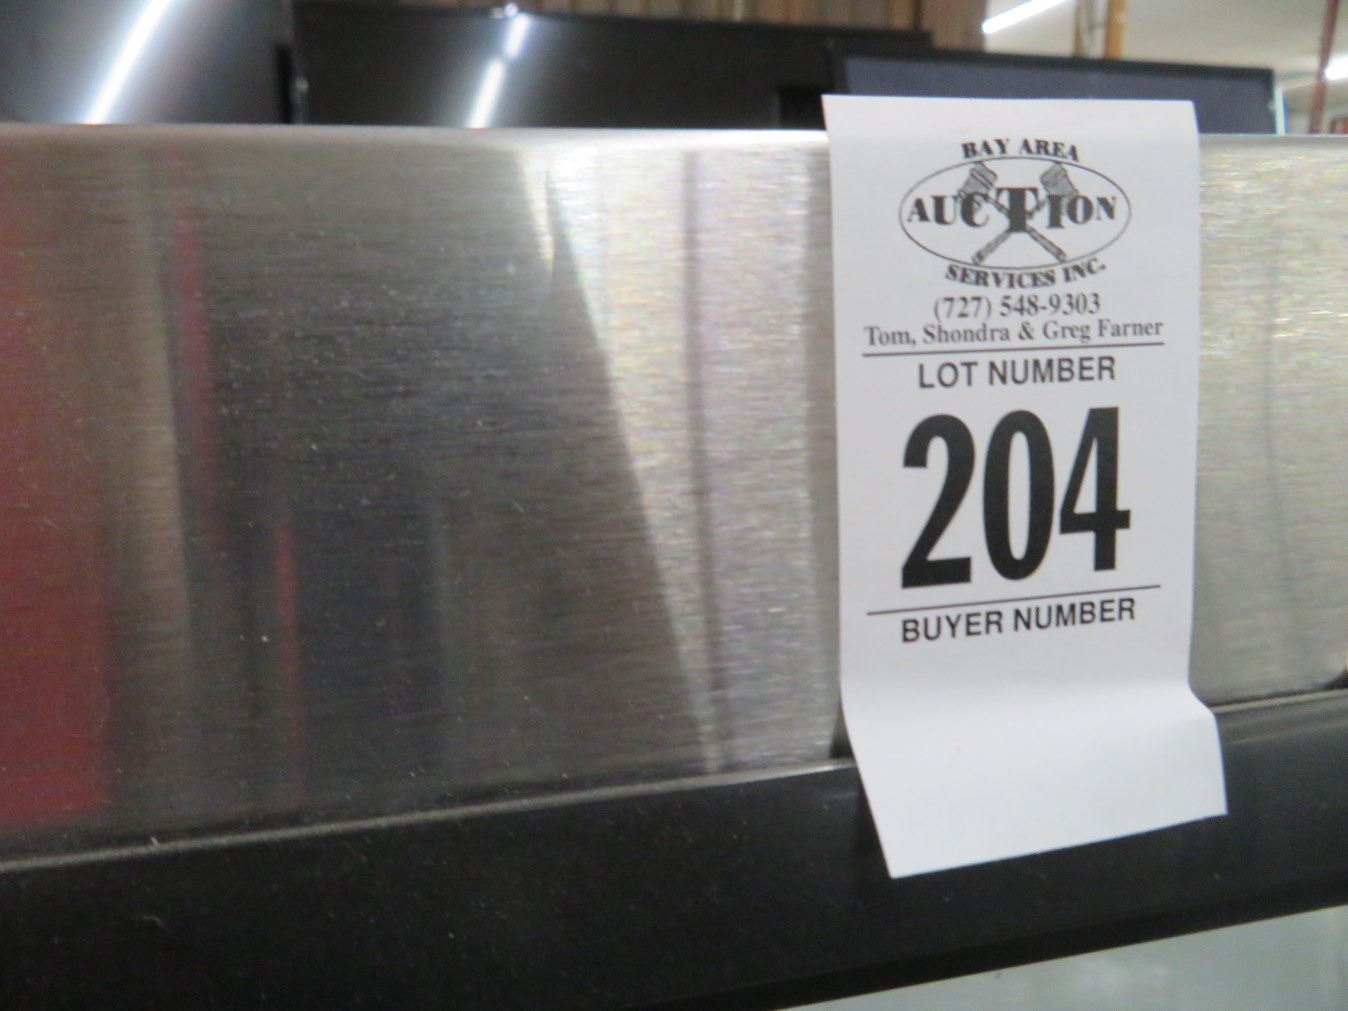 BAY AREA
AUCTION
SERVICES INC.
(727) 548-9303
Tom, Shondra & Greg Farner
LOT NUMBER
204
BUYER NUMBER